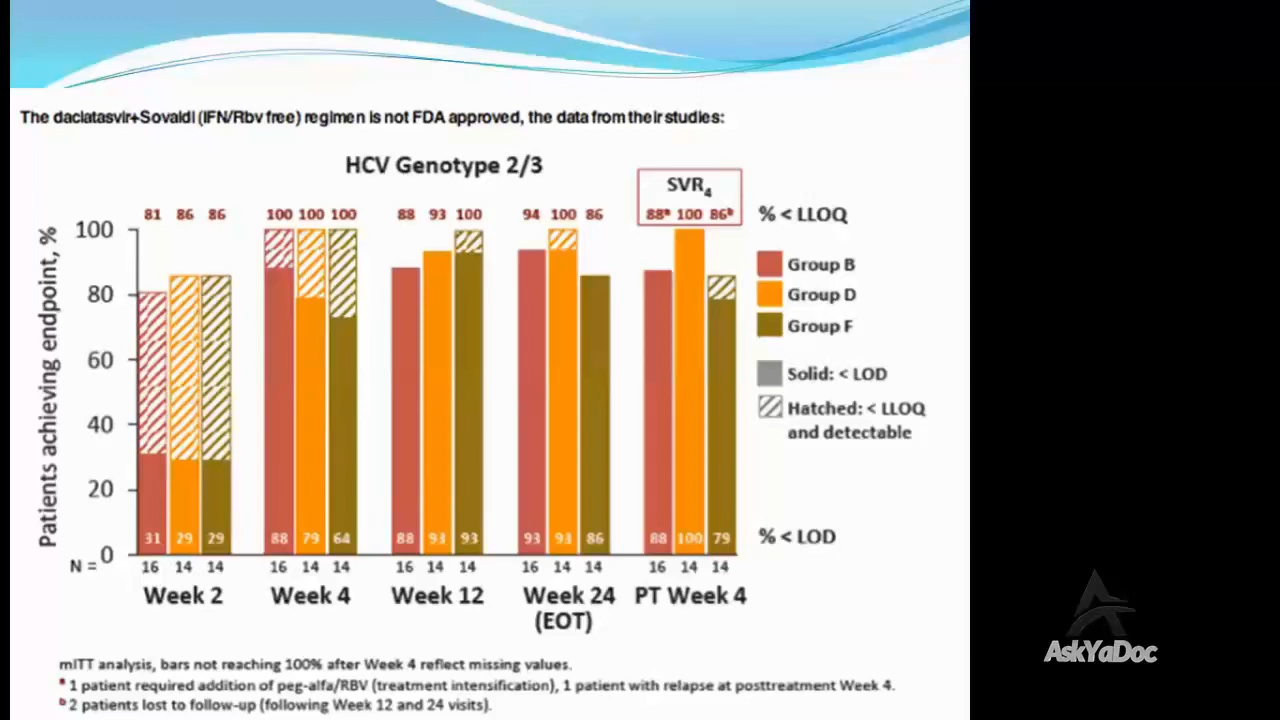 The daclatasvir+Sovaldi (IFN/Rbv free) regimen is not FDA approved, the data from their studies:
HCV Genotype 2/3
SVR4
81 86 86 100 100 100 88 93 100 94 100 86 88ª 100 86ᵇ % < LLOQ
Patients achieving endpoint, %
100
80
60
40
20
0
Group B
Group D
Group F
Solid: < LOD
Hatched: < LLOQ
and detectable
31 29 29 88 79 64 88 93 93 93 93 86 88 100 79 % < LOD
N = 16 14 14 16 14 14 16 14 14 16 14 14 16 14 14
Week 2 Week 4 Week 12 Week 24 PT Week 4
(EOT)
mITT analysis, bars not reaching 100% after Week 4 reflect missing values.
ª 1 patient required addition of peg-alfa/RBV (treatment intensification), 1 patient with relapse at posttreatment Week 4.
ᵇ 2 patients lost to follow-up (following Week 12 and 24 visits).
AskYaDoc